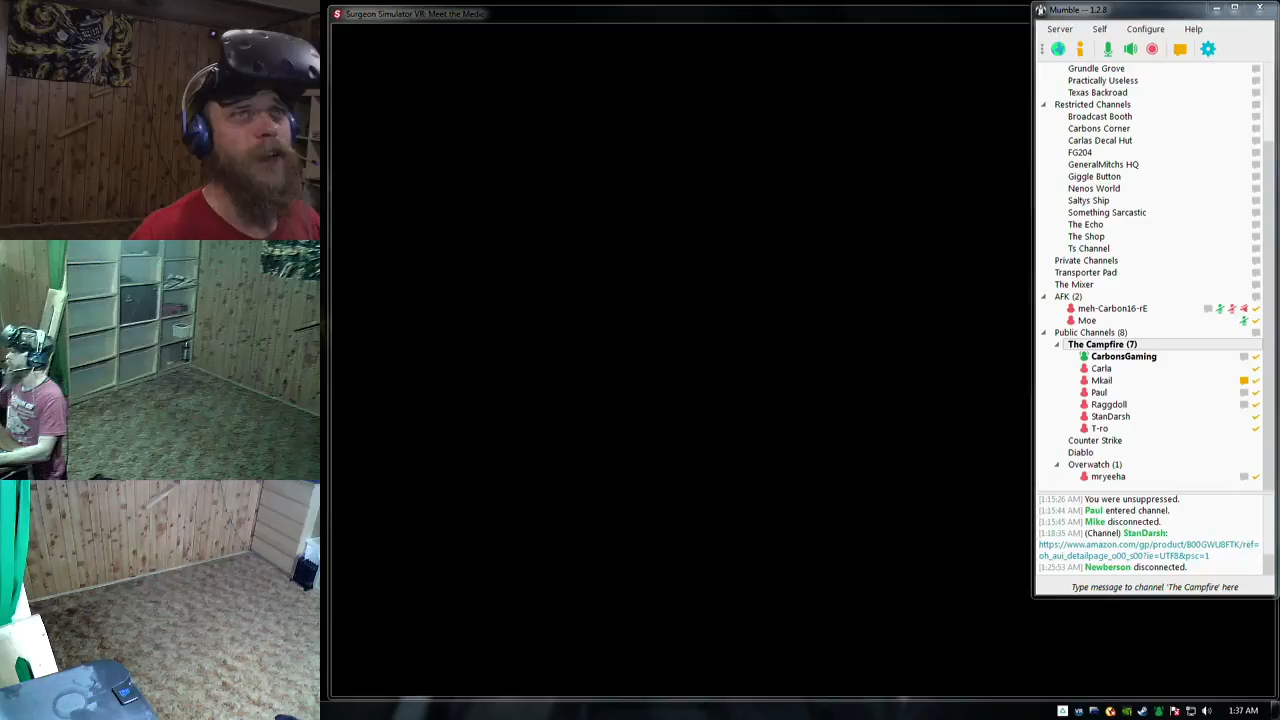 Surgeon Simulator VR: Meet the Medic
Mumble -- 1.2.8
Server Self Configure Help
Grundle Grove
Practically Useless
Texas Backroad
Restricted Channels
Broadcast Booth
Carbons Corner
Carlas Decal Hut
FG204
GeneralMitchs HQ
Giggle Button
Nenos World
Saltys Ship
Something Sarcastic
The Echo
The Shop
Ts Channel
Private Channels
Transporter Pad
The Mixer
AFK (2)
meh-Carbon16-rE
Moe
Public Channels (8)
The Campfire (7)
CarbonsGaming
Carla
Mkail
Paul
Raggdoll
StanDarsh
T-ro
Counter Strike
Diablo
Overwatch (1)
mryeeha
[1:15:26 AM] You were unsuppressed.
[1:15:44 AM] Paul entered channel.
[1:15:45 AM] Mike disconnected.
[1:18:35 AM] (Channel) StanDarsh:
https://www.amazon.com/gp/product/B00GWU8FTK/ref=
oh_aui_detailpage_o00_s00?ie=UTF8&psc=1
[1:25:53 AM] Newberson disconnected.
Type message to channel 'The Campfire' here
1:37 AM